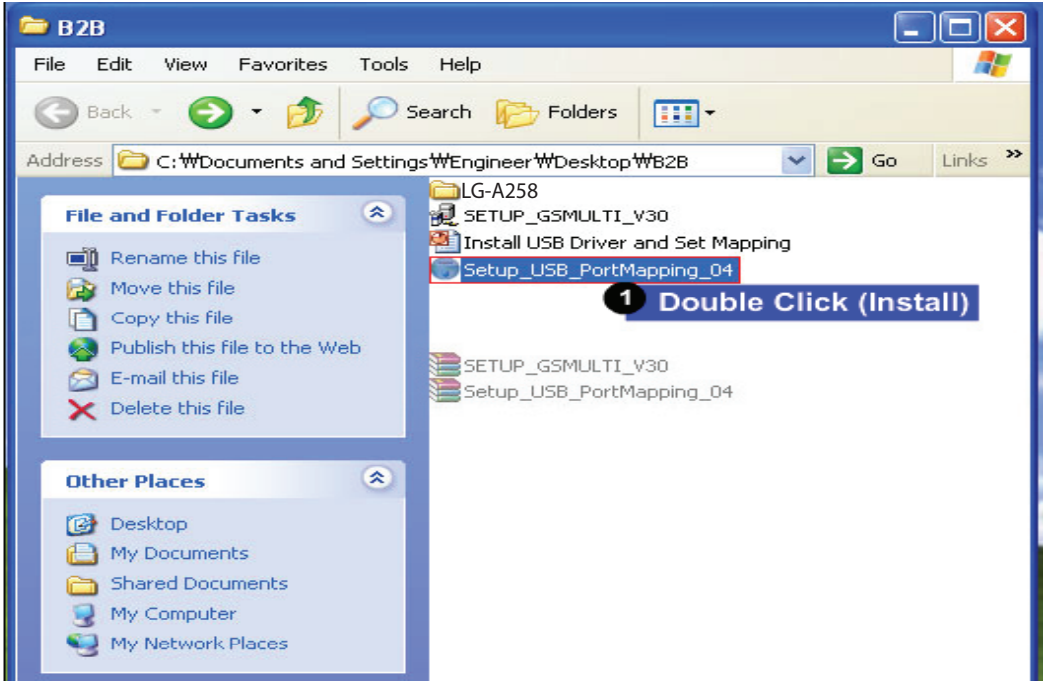 B2B
File Edit View Favorites Tools Help
Back Search Folders
Address C:₩Documents and Settings₩Engineer₩Desktop₩B2B Go Links »
File and Folder Tasks
Rename this file
Move this file
Copy this file
Publish this file to the Web
E-mail this file
Delete this file
Other Places
Desktop
My Documents
Shared Documents
My Computer
My Network Places
LG-A258
SETUP_GSMULTI_V30
Install USB Driver and Set Mapping
Setup_USB_PortMapping_04
1 Double Click (Install)
SETUP_GSMULTI_V30
Setup_USB_PortMapping_04